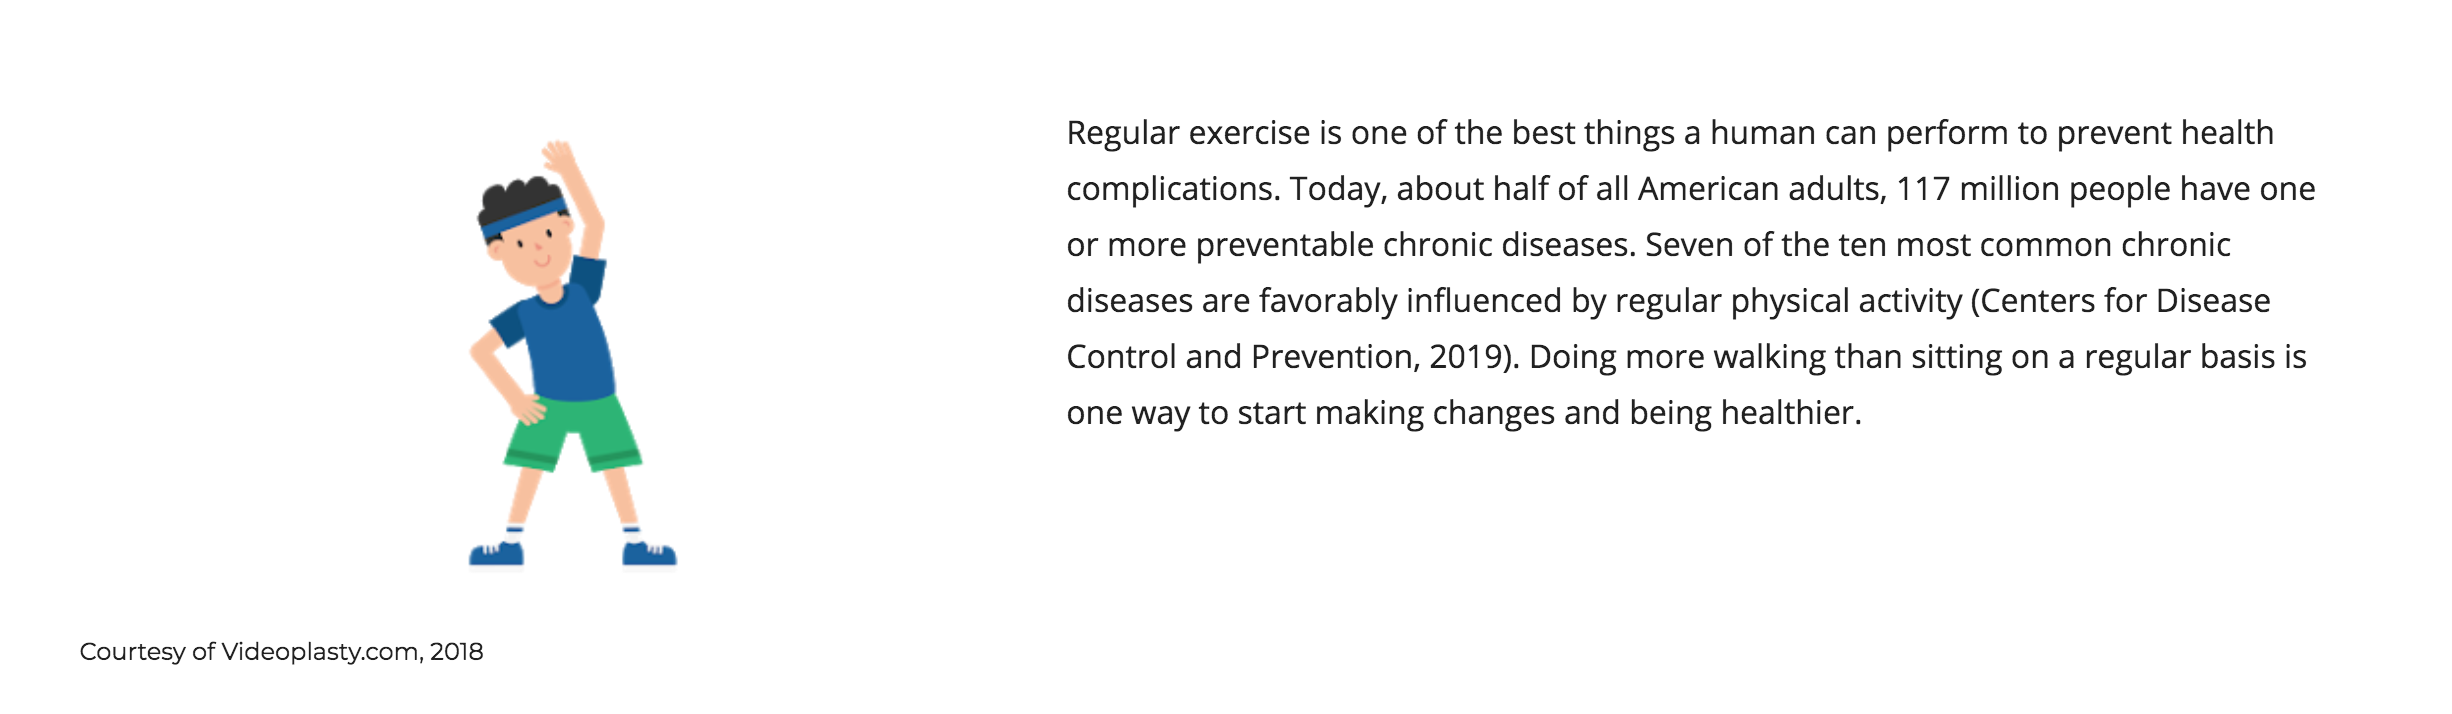 Regular exercise is one of the best things a human can perform to prevent health
complications. Today, about half of all American adults, 117 million people have one
or more preventable chronic diseases. Seven of the ten most common chronic
diseases are favorably influenced by regular physical activity (Centers for Disease
Control and Prevention, 2019). Doing more walking than sitting on a regular basis is
one way to start making changes and being healthier.
Courtesy of Videoplasty.com, 2018